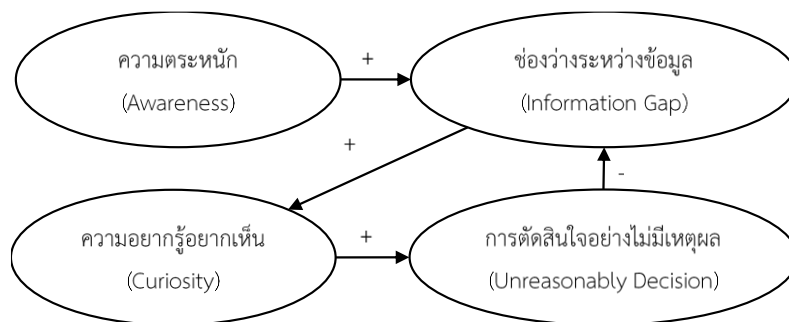 ความตระหนัก
(Awareness)
+
ช่องว่างระหว่างข้อมูล
(Information Gap)
+
-
ความอยากรู้อยากเห็น
(Curiosity)
+
การตัดสินใจอย่างไม่มีเหตุผล
(Unreasonably Decision)